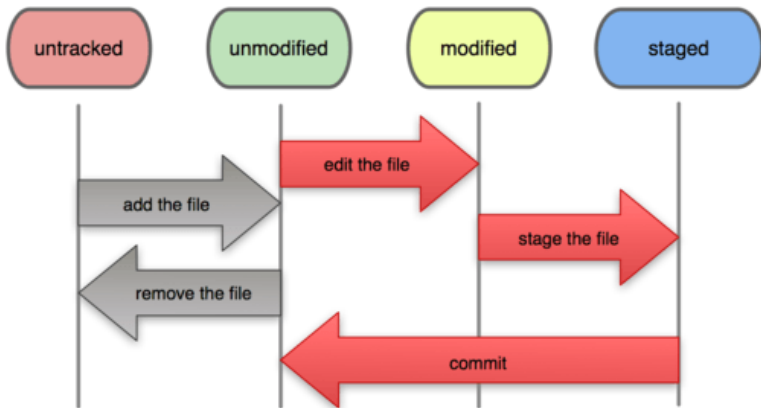 untracked
unmodified
modified
staged
edit the file
add the file
stage the file
remove the file
commit